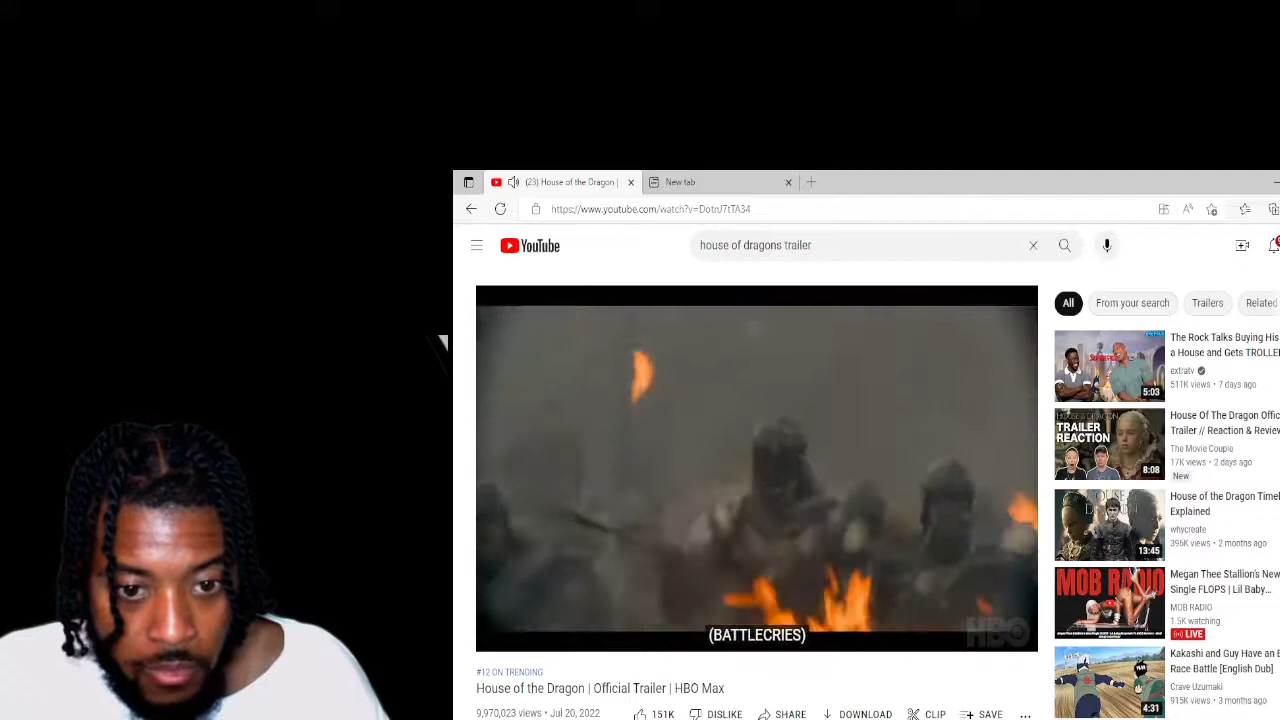 (23) House of the Dragon |
New tab
https://www.youtube.com/watch?v=DotnJ7tTA34
YouTube
house of dragons trailer
All
From your search
Trailers
Related
The Rock Talks Buying His
a House and Gets TROLLE
extratv
511K views • 7 days ago
5:03
House Of The Dragon Offic
Trailer // Reaction & Review
The Movie Couple
17K views • 2 days ago
New
TRAILER
REACTION
8:08
House of the Dragon Timel
Explained
whycreate
396K views • 2 months ago
13:45
Megan Thee Stallion's New
Single FLOPS | Lil Baby...
MOB RADIO
1.5K watching
LIVE
MOB RADIO
Kakashi and Guy Have an E
Race Battle [English Dub]
Crave Uzumaki
915K views • 3 months ago
4:31
(BATTLECRIES)
HBO
#12 ON TRENDING
House of the Dragon | Official Trailer | HBO Max
9,970,023 views • Jul 20, 2022
151K
DISLIKE
SHARE
DOWNLOAD
CLIP
SAVE